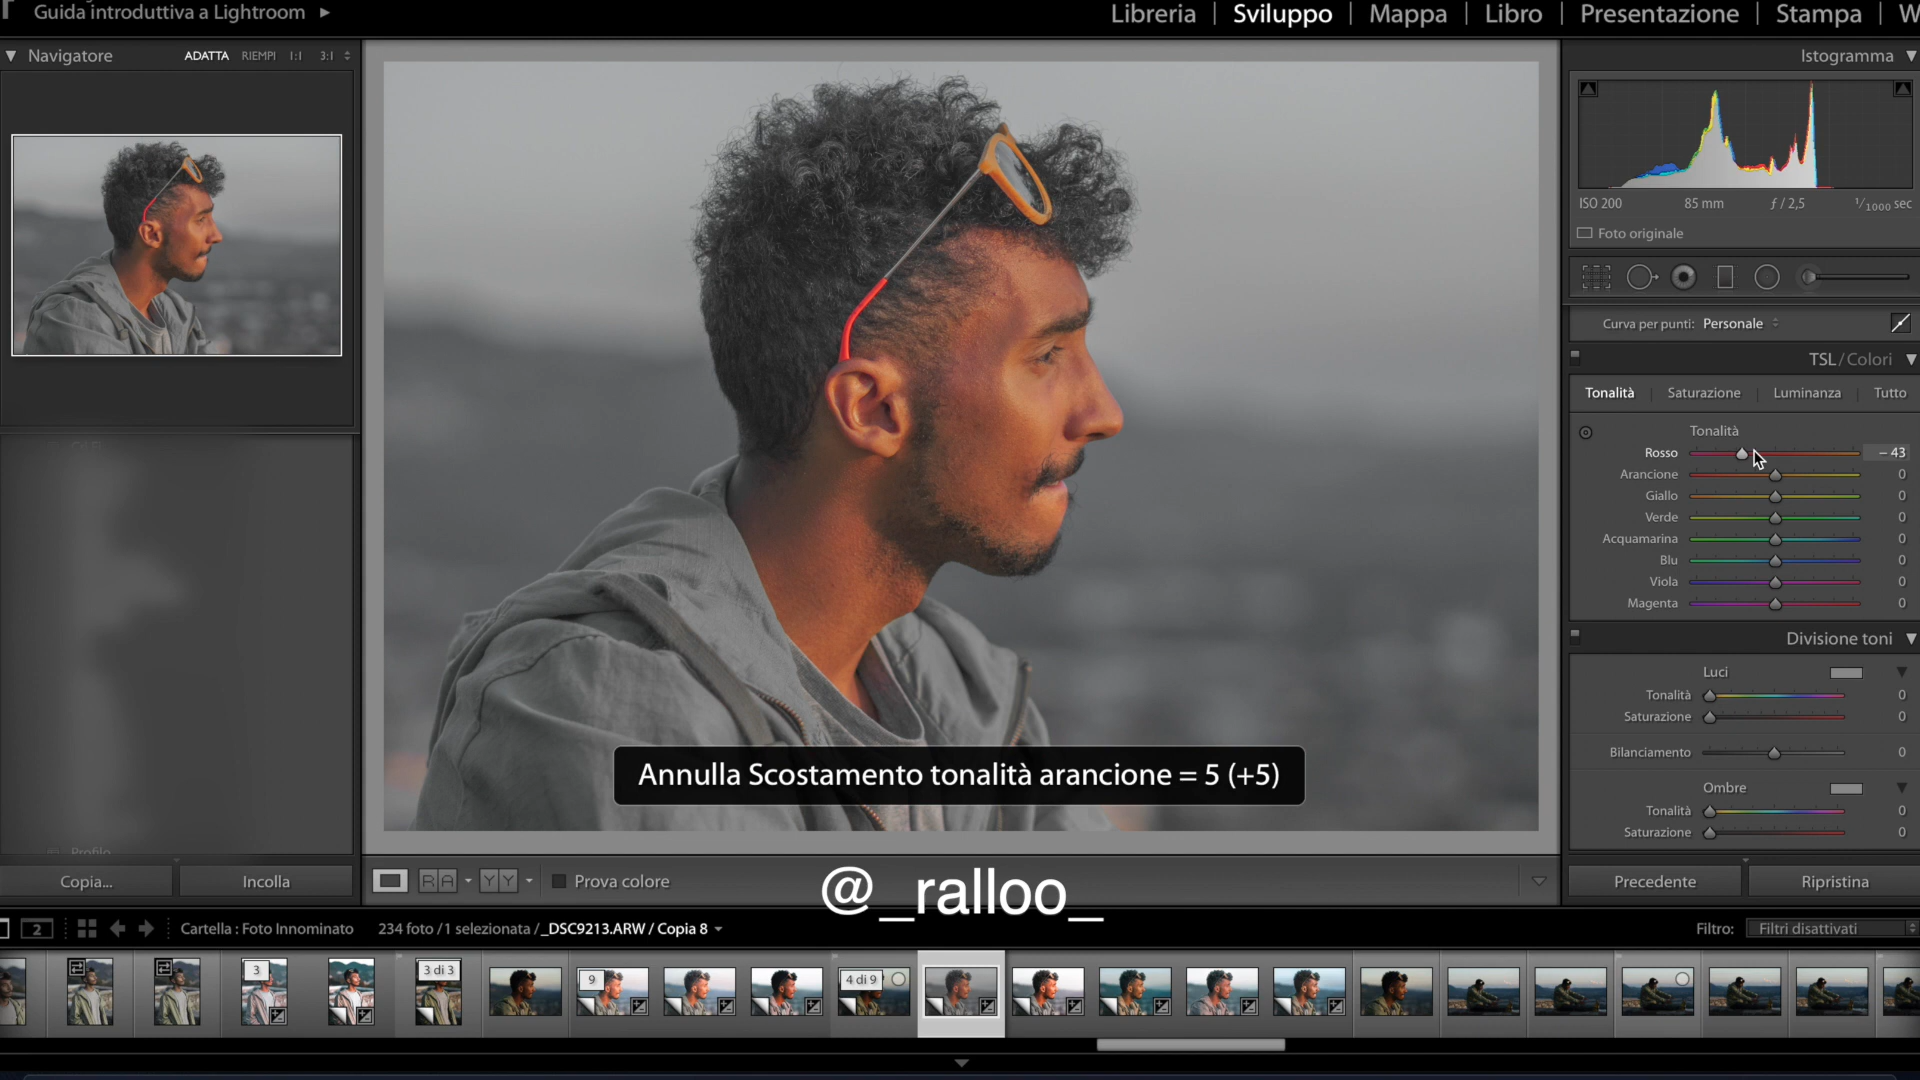 Guida introduttiva a Lightroom
Libreria | Sviluppo | Mappa | Libro | Presentazione | Stampa |
Navigatore ADATTA RIEMPI 1:1 3:1
Istogramma
ISO 200 85 mm ƒ / 2,5 1/1000 sec
Foto originale
Curva per punti: Personale
TSL / Colori
Tonalità Saturazione Luminanza Tutto
Tonalità
Rosso – 43
Arancione 0
Giallo 0
Verde 0
Acquamarina 0
Blu 0
Viola 0
Magenta 0
Divisione toni
Luci
Tonalità 0
Saturazione 0
Bilanciamento 0
Ombre
Tonalità 0
Saturazione 0
Annulla Scostamento tonalità arancione = 5 (+5)
Profilo
Copia... Incolla
R A Y Y Prova colore
@_ralloo_
Precedente Ripristina
2 Cartella : Foto Innominato 234 foto / 1 selezionata / _DSC9213.ARW / Copia 8
Filtro: Filtri disattivati
3 3 di 3 9 4 di 9